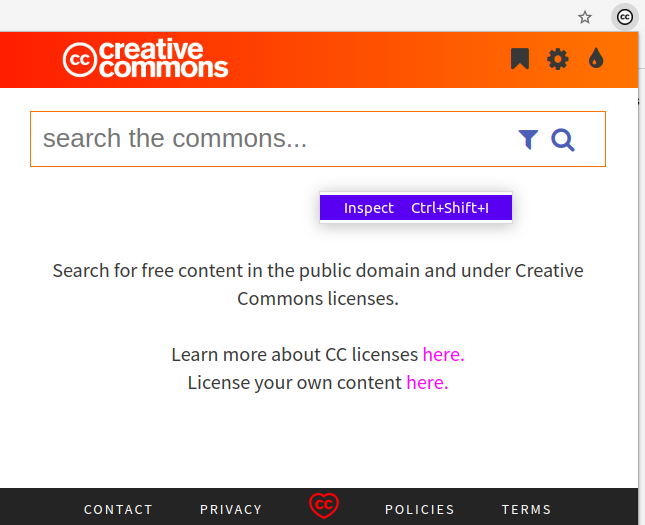 cc
cc creative
commons
search the commons...
Inspect Ctrl+Shift+I
Search for free content in the public domain and under Creative
Commons licenses.
Learn more about CC licenses here.
License your own content here.
CONTACT PRIVACY CC POLICIES TERMS